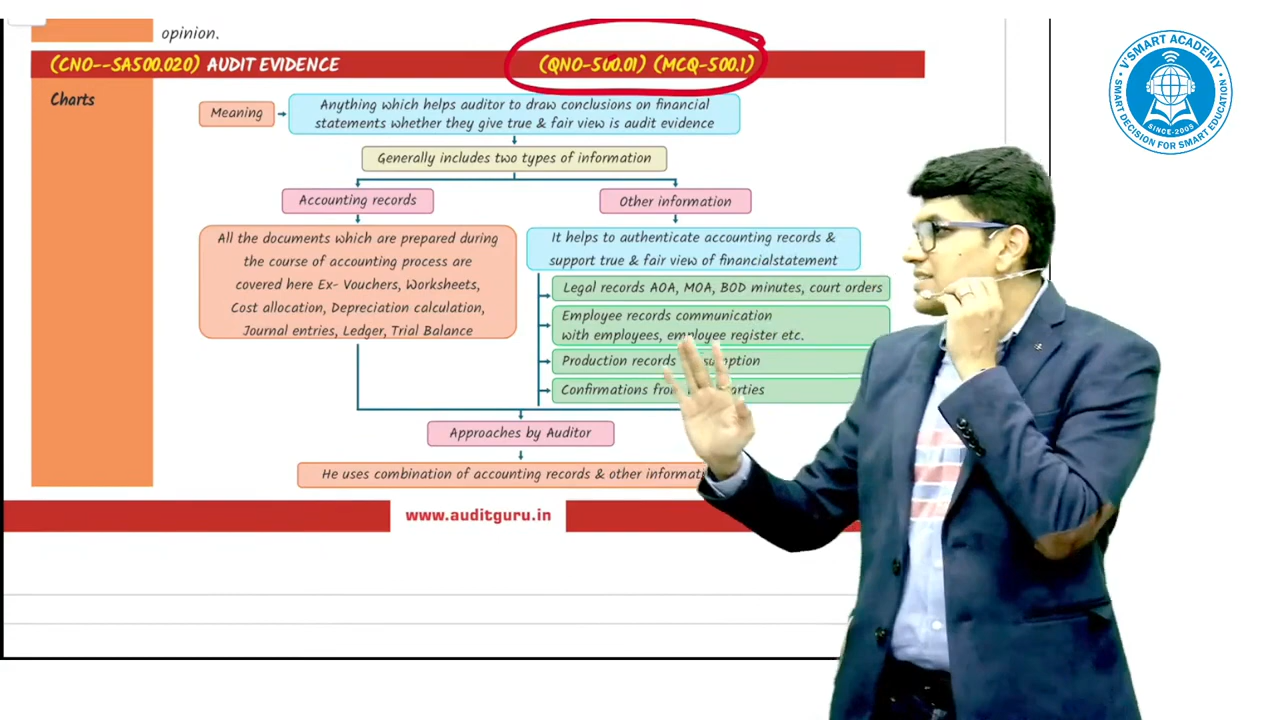 opinion.
(CNO--SA500.020) AUDIT EVIDENCE (QNO-500.01) (MCQ-500.1)
Charts
Meaning
Anything which helps auditor to draw conclusions on financial
statements whether they give true & fair view is audit evidence
Generally includes two types of information
Accounting records
Other information
All the documents which are prepared during
the course of accounting process are
covered here Ex- Vouchers, Worksheets,
Cost allocation, Depreciation calculation,
Journal entries, Ledger, Trial Balance
It helps to authenticate accounting records &
support true & fair view of financialstatement
Legal records AOA, MOA, BOD minutes, court orders
Employee records communication
with employees, employee register etc.
Production records
Confirmations
Approaches by Auditor
He uses combination of accounting records & other
www.auditguru.in
V'SMART ACADEMY
SINCE-2005
SMART DECISION FOR SMART EDUCATION